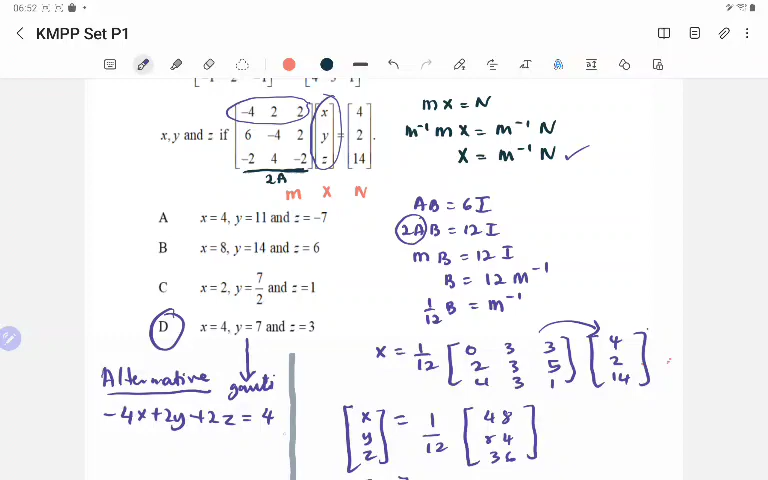 06:52
KMPP Set P1
x, y and z if [-4 2 2; 6 -4 2; -2 4 -2] [x; y; z] = [4; 2; 14].
2A
m X N
A x = 4, y = 11 and z = -7
B x = 8, y = 14 and z = 6
C x = 2, y = 7/2 and z = 1
D x = 4, y = 7 and z = 3
Alternative ganti
-4x+2y+2z = 4
m X = N
m⁻¹ m X = m⁻¹ N
X = m⁻¹ N ✓
AB = 6I
2AB = 12I
m B = 12 I
B = 12 m⁻¹
1/12 B = m⁻¹
X = 1/12 [0 3 3; 2 3 5; 4 3 1] [4; 2; 14]
[x; y; z] = 1/12 [48; 84; 36]